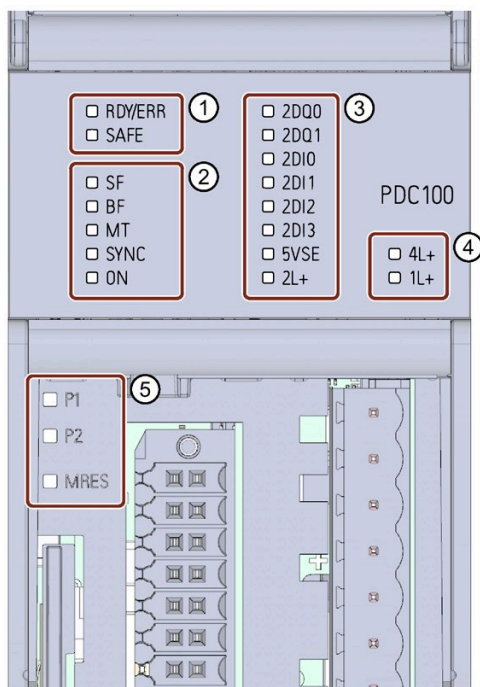 RDY/ERR
SAFE
1
SF
BF
MT
SYNC
ON
2
2DQ0
2DQ1
2DI0
2DI1
2DI2
2DI3
5VSE
2L+
3
PDC100
4L+
1L+
4
P1
P2
MRES
5